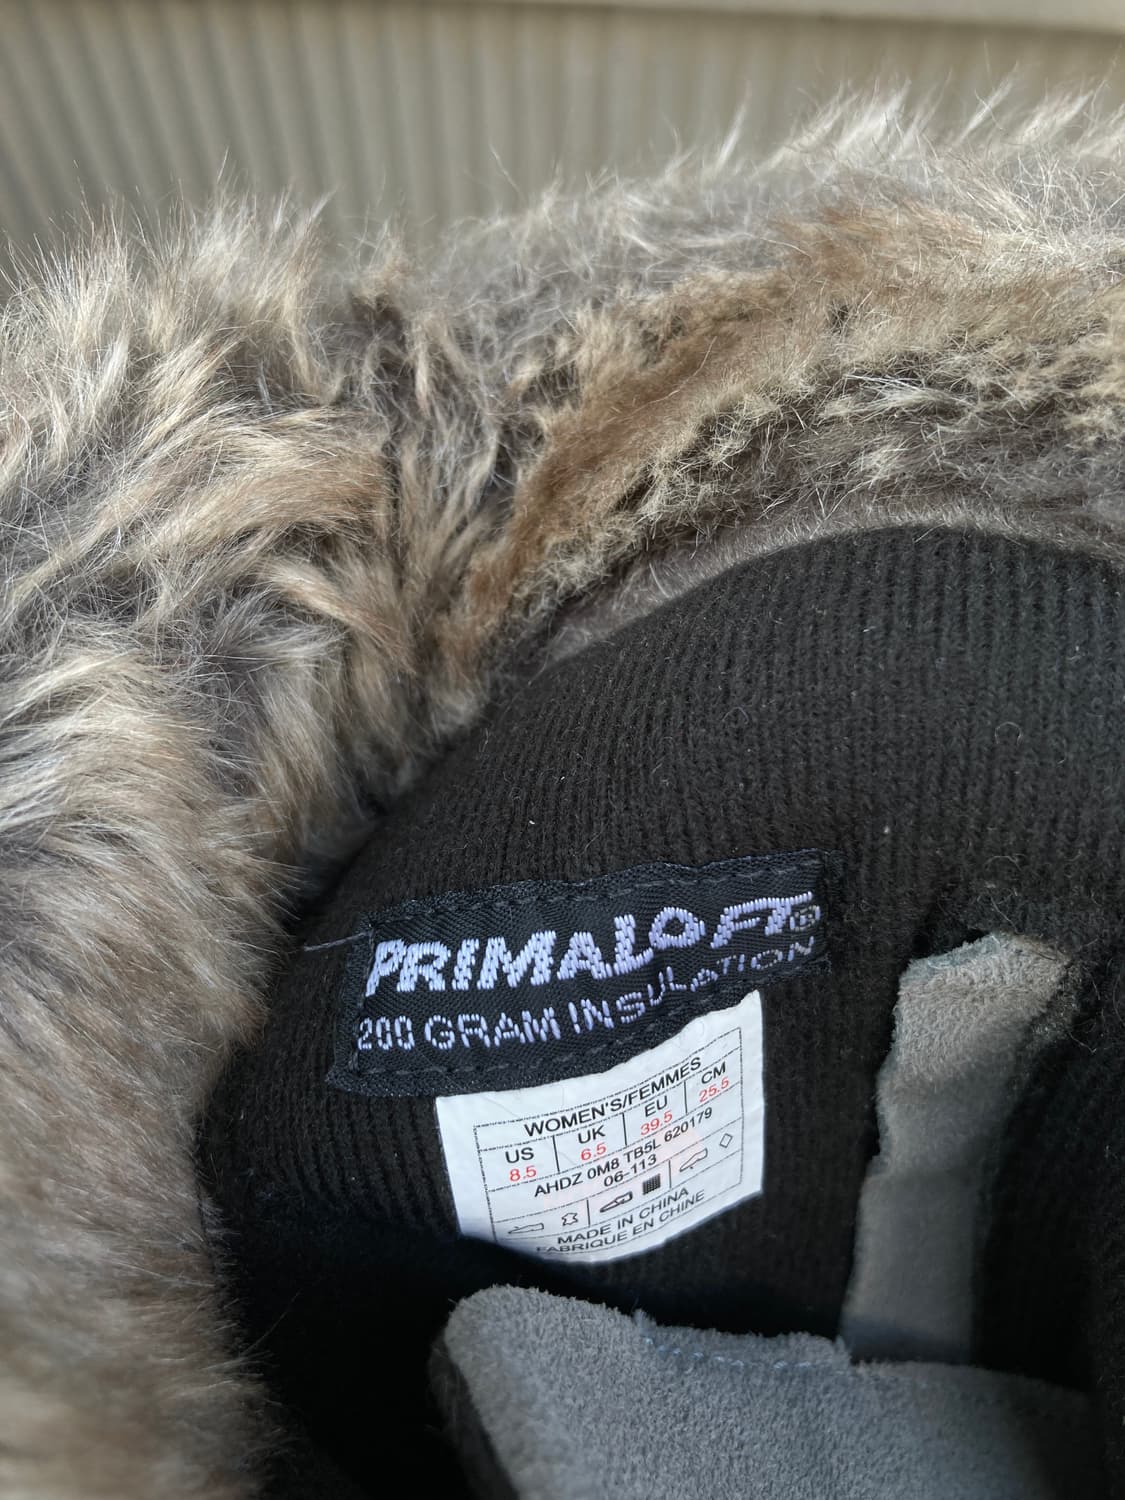 PRIMALOFT®
200 GRAM INSULATION
WOMEN'S/FEMMES
US UK EU CM
8.5 6.5 39.5 25.5
AHDZ 0M8 TB5L 620179
06-113
MADE IN CHINA
FABRIQUE EN CHINE